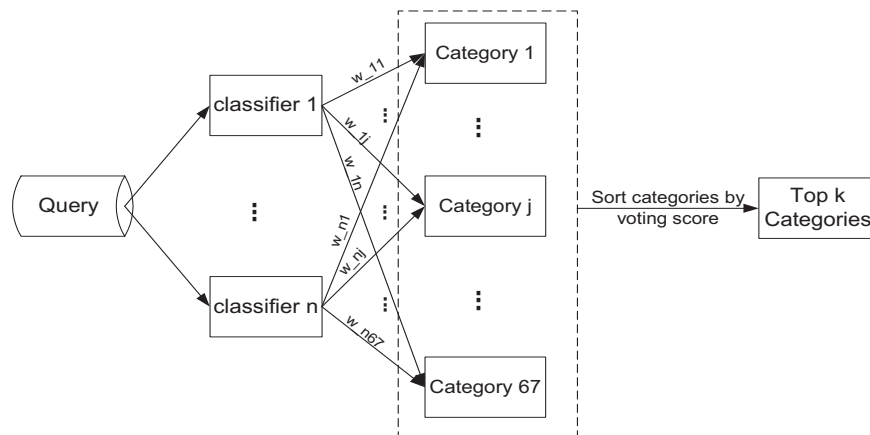 Query
classifier 1
classifier n
w_11
w_1j
w_1n
w_n1
w_nj
w_n67
Category 1
Category j
Category 67
Sort categories by
voting score
Top k
Categories